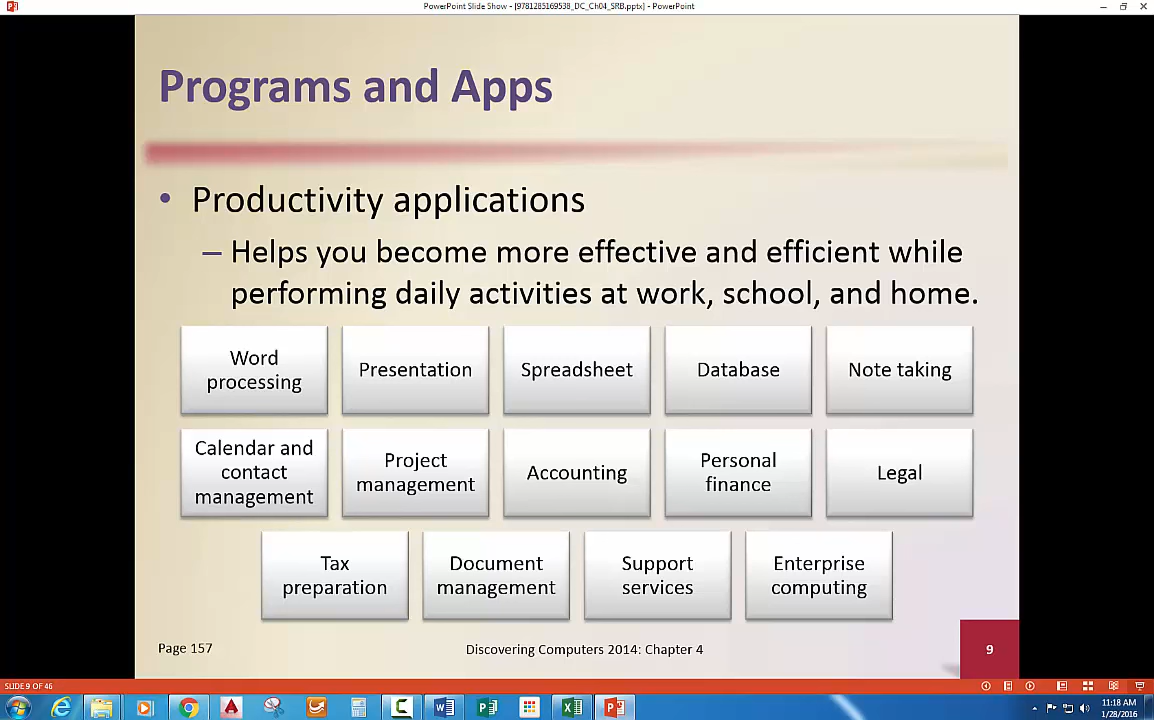 PowerPoint Slide Show - [9781285169538_DC_Ch04_SRB.pptx] - PowerPoint
Programs and Apps
• Productivity applications
– Helps you become more effective and efficient while
performing daily activities at work, school, and home.
Word
processing
Presentation
Spreadsheet
Database
Note taking
Calendar and
contact
management
Project
management
Accounting
Personal
finance
Legal
Tax
preparation
Document
management
Support
services
Enterprise
computing
Page 157
Discovering Computers 2014: Chapter 4
9
SLIDE 9 OF 46
11:18 AM
1/28/2016